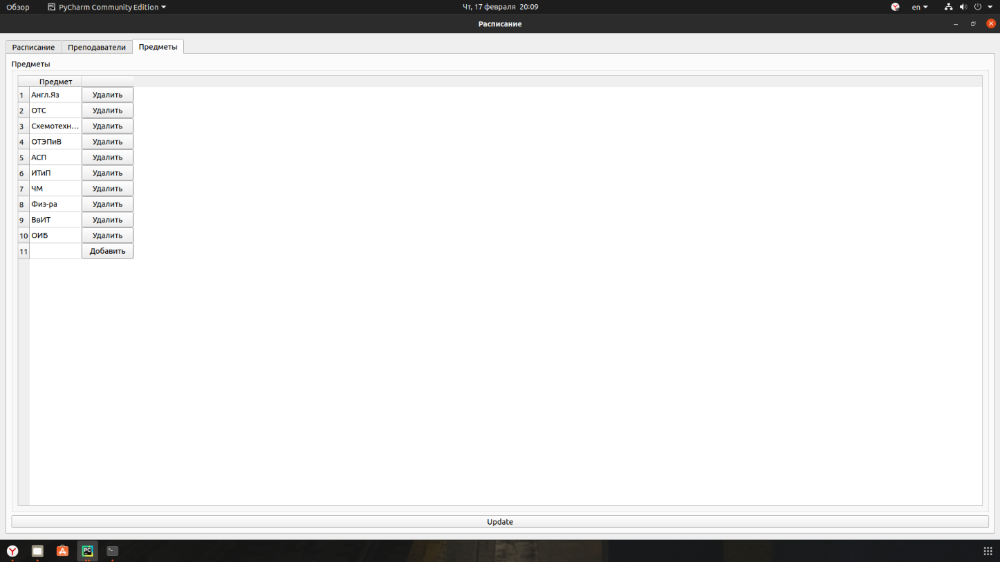 Обзор PyCharm Community Edition Чт, 17 февраля 20:09 en
Расписание
Расписание Преподаватели Предметы
Предметы
Предмет
1 Англ.Яз Удалить
2 ОТС Удалить
3 Схемотехн... Удалить
4 ОТЭПиВ Удалить
5 АСП Удалить
6 ИТиП Удалить
7 ЧМ Удалить
8 Физ-ра Удалить
9 ВвИТ Удалить
10 ОИБ Удалить
11 Добавить
Update